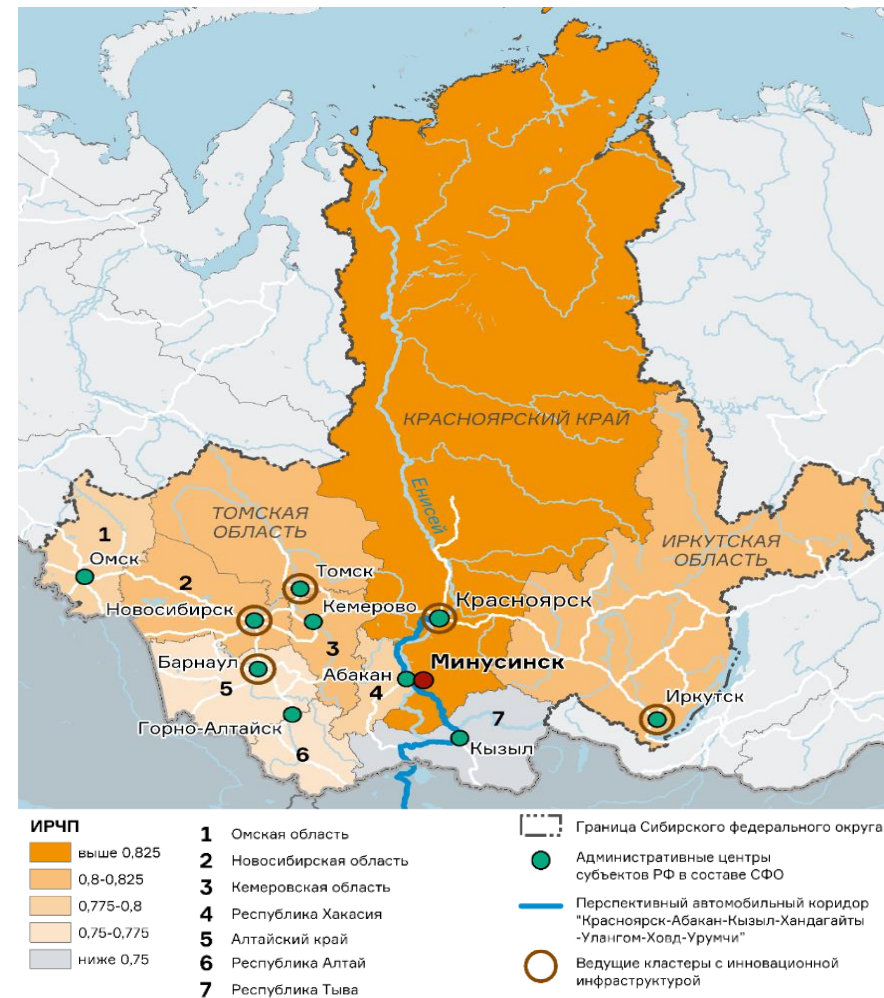 КРАСНОЯРСКИЙ КРАЙ
Енисей
ТОМСКАЯ
ОБЛАСТЬ
ИРКУТСКАЯ
ОБЛАСТЬ
1
Омск
2
Томск
Новосибирск
Кемерово
Красноярск
3
Барнаул
Абакан
Минусинск
5
4
Иркутск
Горно-Алтайск
7
6
Кызыл
ИРЧП
выше 0,825
0,8-0,825
0,775-0,8
0,75-0,775
ниже 0,75
1 Омская область
2 Новосибирская область
3 Кемеровская область
4 Республика Хакасия
5 Алтайский край
6 Республика Алтай
7 Республика Тыва
Граница Сибирского федерального округа
Административные центры
субъектов РФ в составе СФО
Перспективный автомобильный коридор
"Красноярск-Абакан-Кызыл-Хандагайты
-Улангом-Ховд-Урумчи"
Ведущие кластеры с инновационной
инфраструктурой